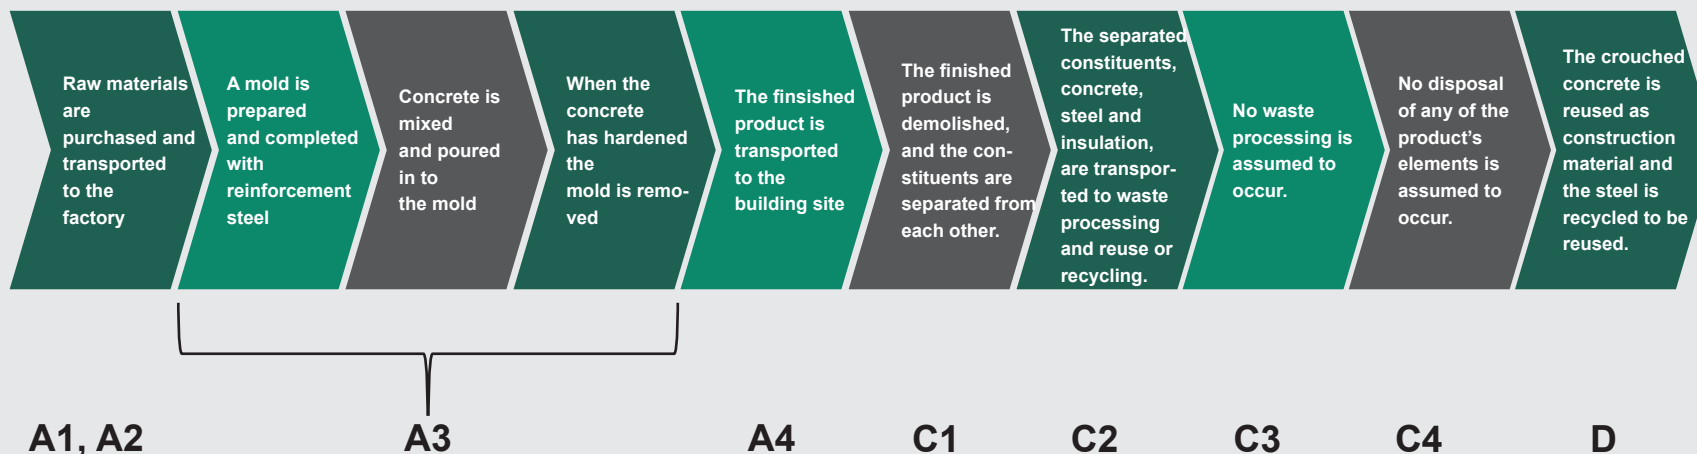 Raw materials
are
purchased and
transported
to the
factory
A mold is
prepared
and completed
with
reinforcement
steel
Concrete is
mixed
and poured
in to
the mold
When the
concrete
has hardened
the
mold is remo-
ved
The finsished
product is
transported
to the
building site
The finished
product is
demolished,
and the con-
stituents are
separated from
each other.
The separated
constituents,
concrete,
steel and
insulation,
are transpor-
ted to waste
processing
and reuse or
recycling.
No waste
processing is
assumed to
occur.
No disposal
of any of the
product's
elements is
assumed to
occur.
The crouched
concrete is
reused as
construction
material and
the steel is
recycled to be
reused.
A1, A2
A3
A4
C1
C2
C3
C4
D